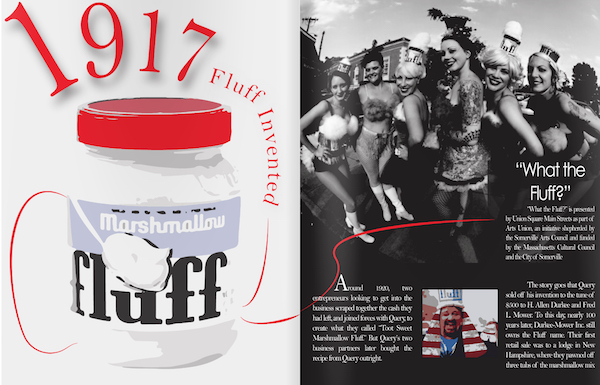 1917
Fluff Invented
Marshmallow
fluff
"What the
Fluff?"
"What the Fluff?" is presented
by Union Square Main Streets as part of
Arts Union, an initiative shepherded by
the Somerville Arts Council and funded
by the Massachusetts Cultural Council
and the City of Somerville
Around 1920, two
entrepreneurs looking to get into the
business scraped together the cash they
had left, and joined forces with Query, to
create what they called "Toot Sweet
Marshmallow Fluff." But Query's two
business partners later bought the
recipe from Query outright.
The story goes that Query
sold off his invention to the tune of
$500 to H. Allen Durkee and Fred
L. Mower. To this day, nearly 100
years later, Durkee-Mower Inc. still
owns the Fluff name. Their first
retail sale was to a lodge in New
Hampshire, where they pawned off
three tubs of the marshmallow mix